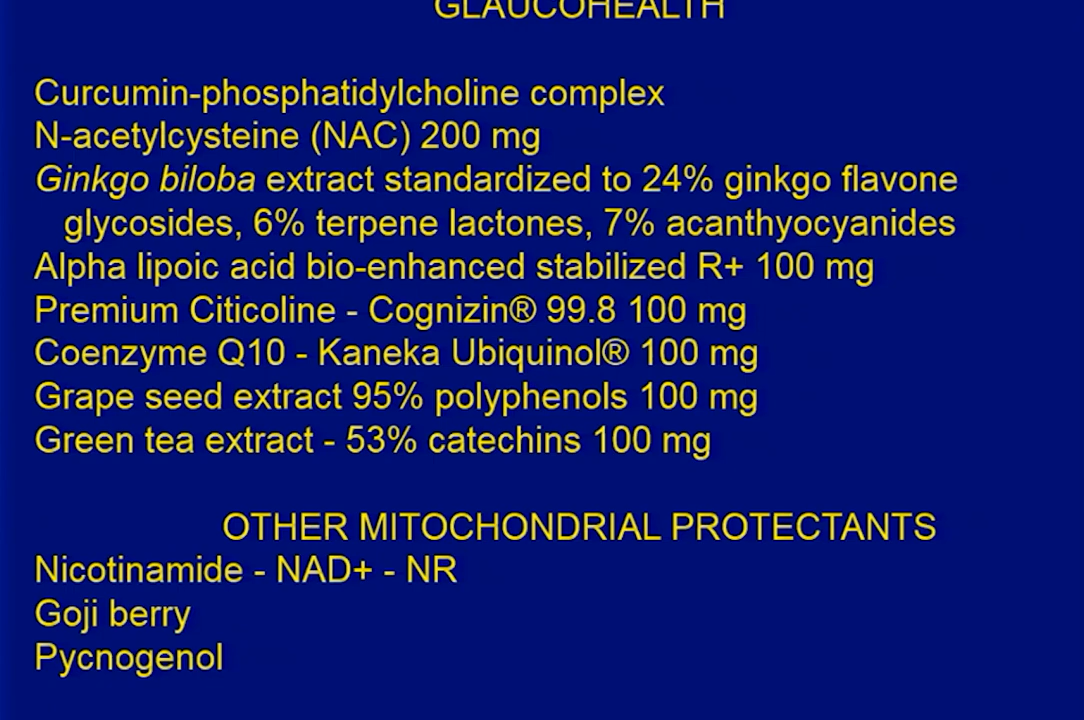 GLAUCOHEALTH
Curcumin-phosphatidylcholine complex
N-acetylcysteine (NAC) 200 mg
Ginkgo biloba extract standardized to 24% ginkgo flavone
glycosides, 6% terpene lactones, 7% acanthyocyanides
Alpha lipoic acid bio-enhanced stabilized R+ 100 mg
Premium Citicoline - Cognizin® 99.8 100 mg
Coenzyme Q10 - Kaneka Ubiquinol® 100 mg
Grape seed extract 95% polyphenols 100 mg
Green tea extract - 53% catechins 100 mg
OTHER MITOCHONDRIAL PROTECTANTS
Nicotinamide - NAD+ - NR
Goji berry
Pycnogenol